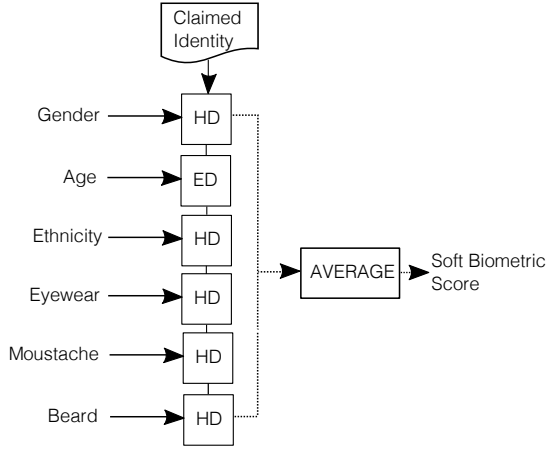 Claimed
Identity
Gender
HD
Age
ED
Ethnicity
HD
Eyewear
HD
Moustache
HD
Beard
HD
AVERAGE
Soft Biometric
Score